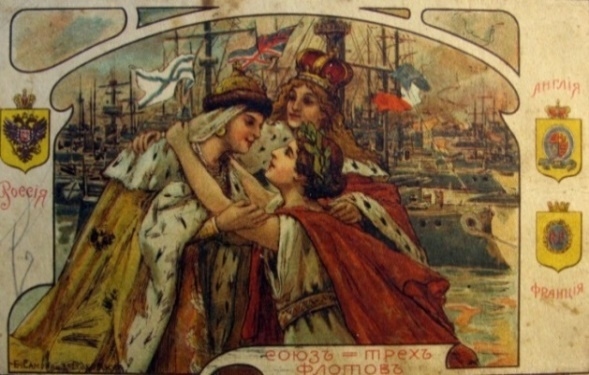 Россія
Англія
Франція
союзъ = трехъ
флотовъ